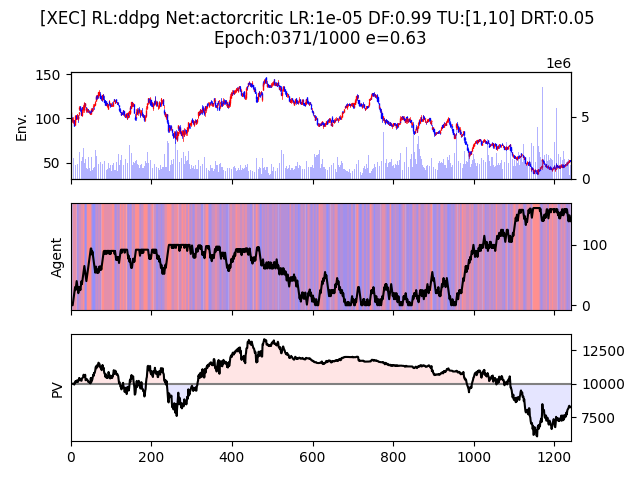 [XEC] RL:ddpg Net:actorcritic LR:1e-05 DF:0.99 TU:[1,10] DRT:0.05
Epoch:0371/1000 e=0.63
1e6
150
100
50
Env.
5
0
Agent
100
0
PV
12500
10000
7500
0 200 400 600 800 1000 1200